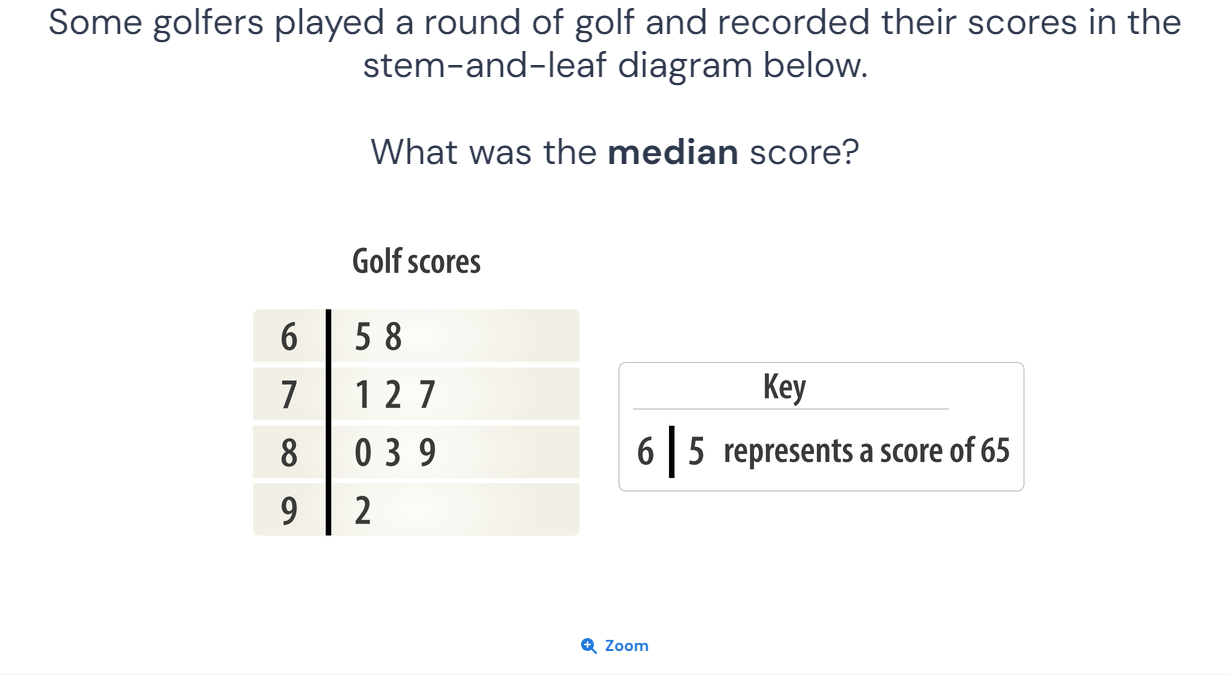 Some golfers played a round of golf and recorded their scores in the
stem-and-leaf diagram below.
What was the median score?
Golf scores
6 | 5 8
7 | 1 2 7
8 | 0 3 9
9 | 2
Key
6 | 5 represents a score of 65
Zoom